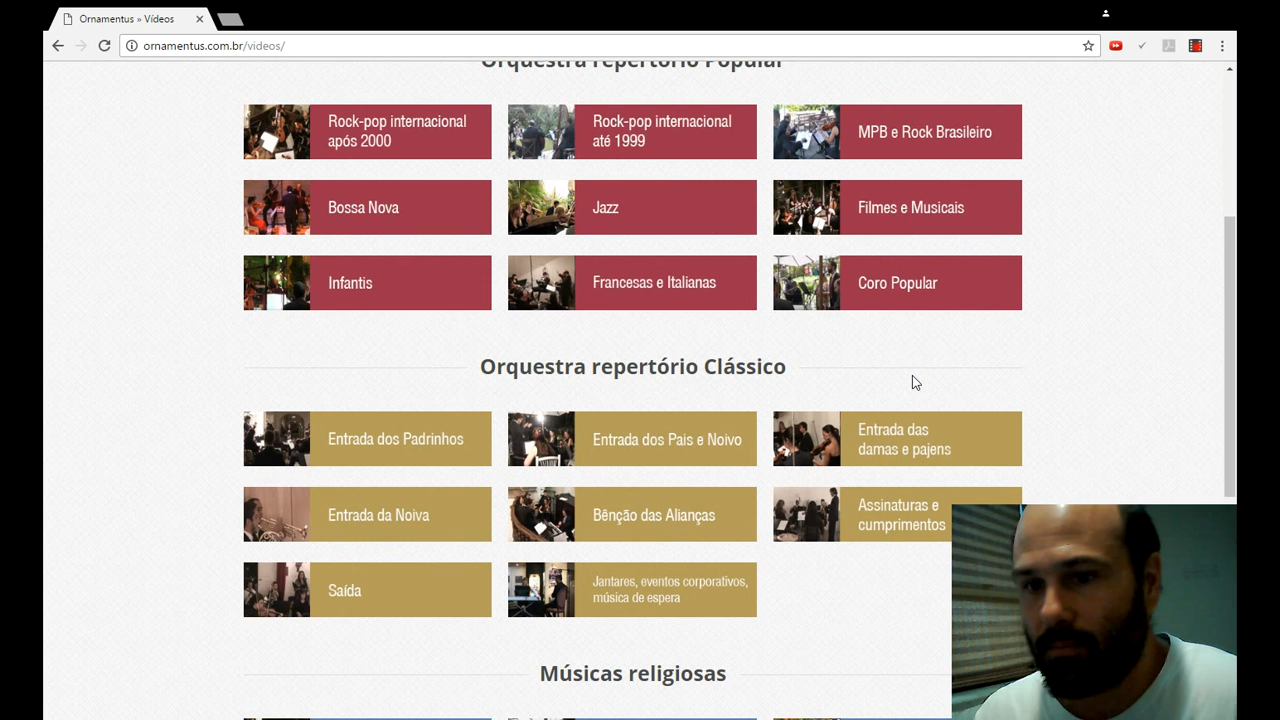 Ornamentus » Vídeos
ornamentus.com.br/videos/
Orquestra repertório Popular
Rock-pop internacional
após 2000
Rock-pop internacional
até 1999
MPB e Rock Brasileiro
Bossa Nova
Jazz
Filmes e Musicais
Infantis
Francesas e Italianas
Coro Popular
Orquestra repertório Clássico
Entrada dos Padrinhos
Entrada dos Pais e Noivo
Entrada das
damas e pajens
Entrada da Noiva
Bênção das Alianças
Assinaturas e
cumprimentos
Saída
Jantares, eventos corporativos,
música de espera
Músicas religiosas